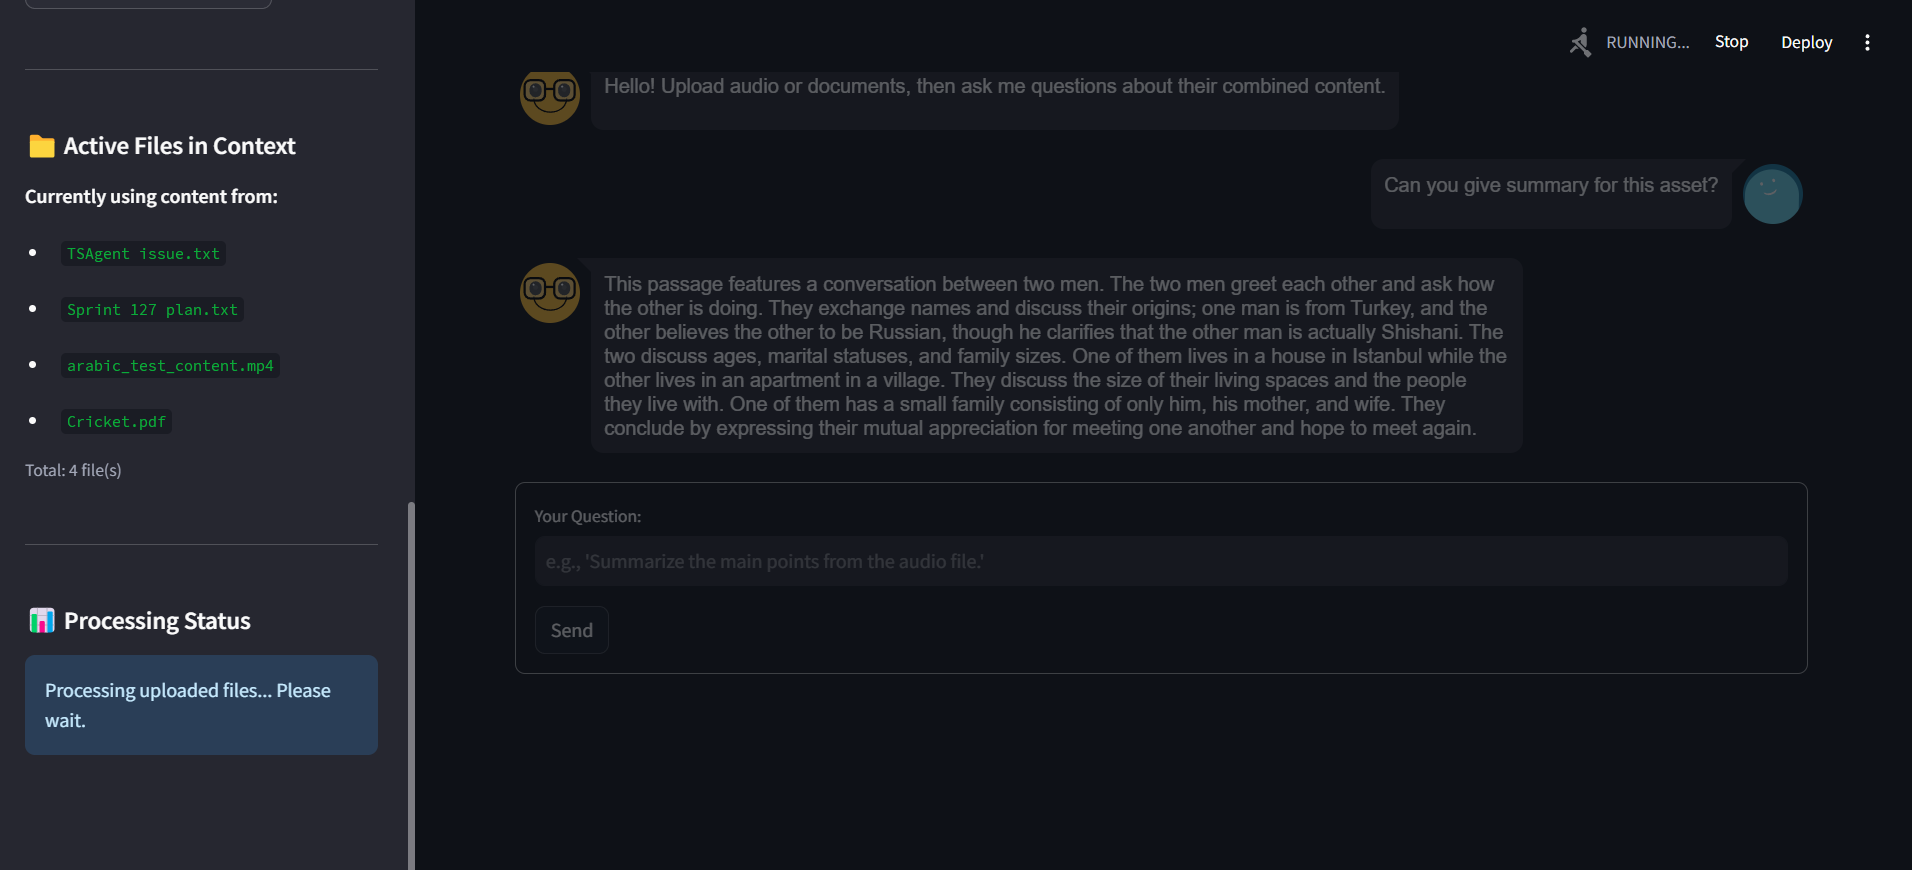 RUNNING...
Stop
Deploy
Active Files in Context
Currently using content from:
TSAgent issue.txt
Sprint 127 plan.txt
arabic_test_content.mp4
Cricket.pdf
Total: 4 file(s)
Processing Status
Processing uploaded files... Please
wait.
Hello! Upload audio or documents, then ask me questions about their combined content.
Can you give summary for this asset?
This passage features a conversation between two men. The two men greet each other and ask how
the other is doing. They exchange names and discuss their origins; one man is from Turkey, and the
other believes the other to be Russian, though he clarifies that the other man is actually Shishani. The
two discuss ages, marital statuses, and family sizes. One of them lives in a house in Istanbul while the
other lives in an apartment in a village. They discuss the size of their living spaces and the people
they live with. One of them has a small family consisting of only him, his mother, and wife. They
conclude by expressing their mutual appreciation for meeting one another and hope to meet again.
Your Question:
e.g., 'Summarize the main points from the audio file.'
Send